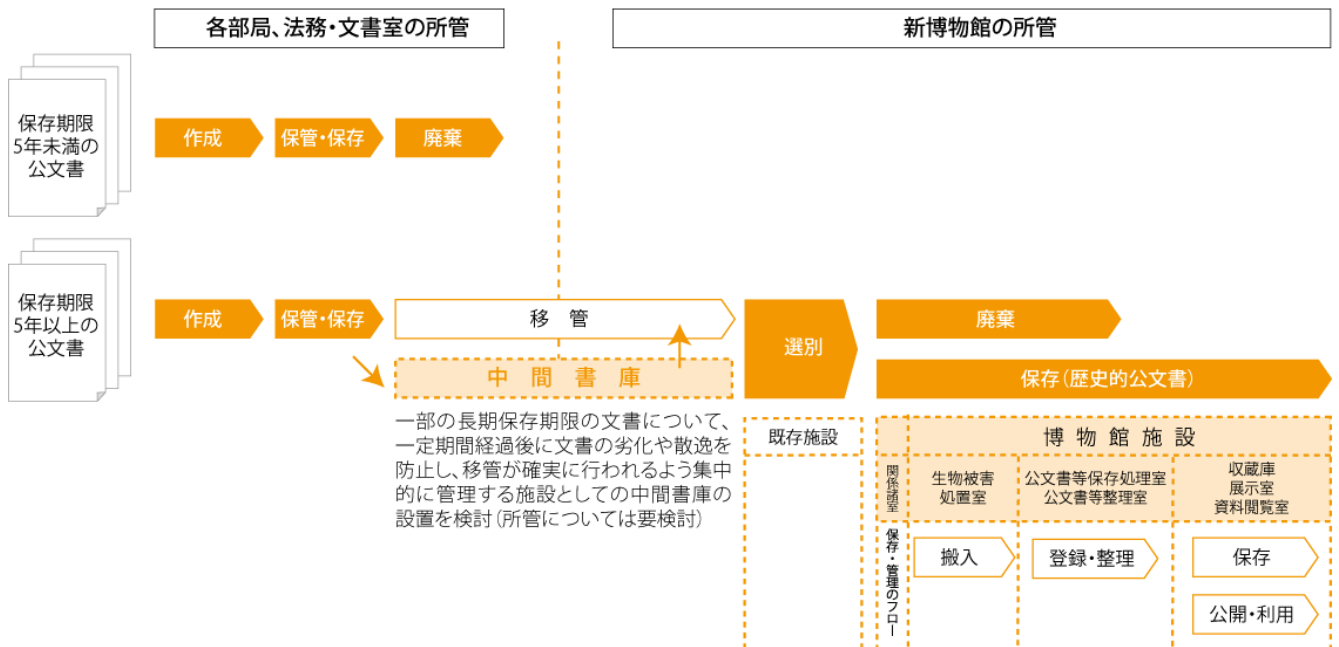 各部局、法務・文書室の所管
新博物館の所管
保存期限
5年未満の
公文書
作成
保管・保存
廃棄
保存期限
5年以上の
公文書
作成
保管・保存
移 管
選別
廃棄
中 間 書 庫
保存(歴史的公文書)
一部の長期保存期限の文書について、
一定期間経過後に文書の劣化や散逸を
防止し、移管が確実に行われるよう集中
的に管理する施設としての中間書庫の
設置を検討(所管については要検討)
既存施設
博 物 館 施 設
関係諸室
生物被害
処置室
公文書等保存処理室
公文書等整理室
収蔵庫
展示室
資料閲覧室
保存・管理のフロー
搬入
登録・整理
保存
公開・利用